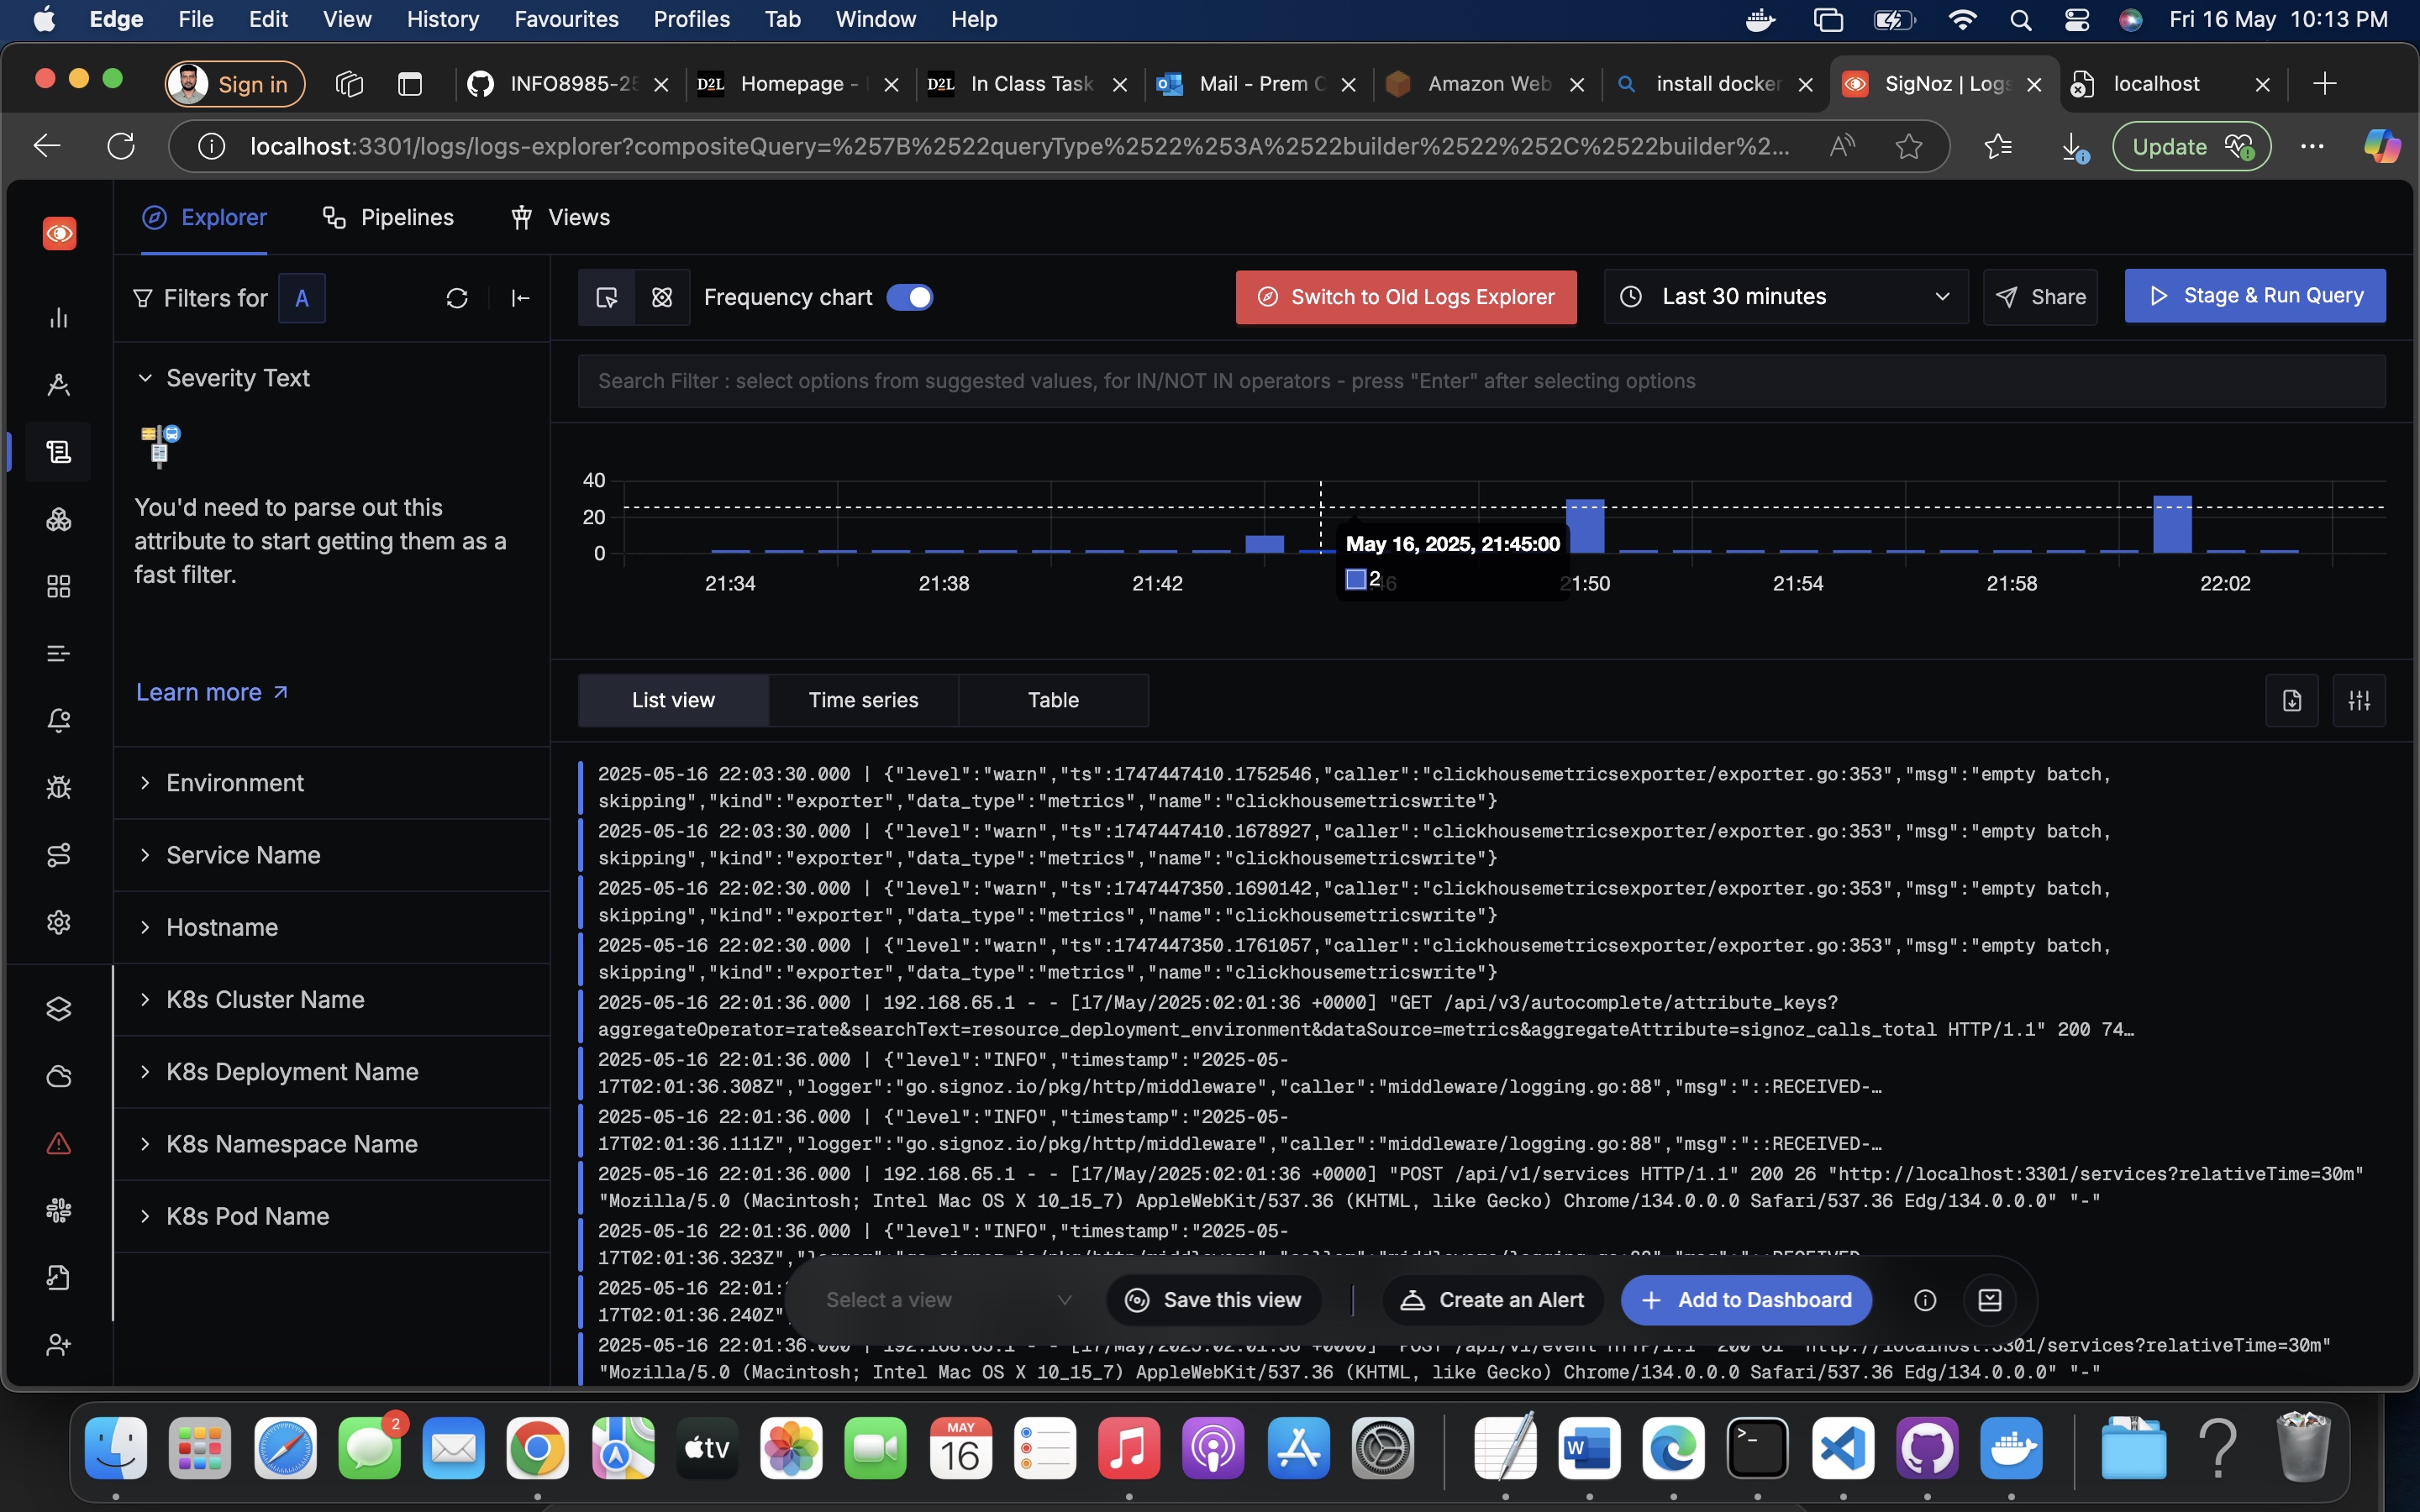 Edge File Edit View History Favourites Profiles Tab Window Help Fri 16 May 10:13 PM
Sign in INFO8985-25 D2L Homepage - D2L In Class Task Mail - Prem Amazon Web install docker SigNoz | Logs localhost
localhost:3301/logs/logs-explorer?compositeQuery=%257B%2522queryType%2522%253A%2522builder%2522%252C%2522builder%2... Update
Explorer Pipelines Views
Filters for A Frequency chart Switch to Old Logs Explorer Last 30 minutes Share Stage & Run Query
Severity Text
Search Filter : select options from suggested values, for IN/NOT IN operators - press "Enter" after selecting options
You'd need to parse out this
attribute to start getting them as a
fast filter.
Learn more
40
20
0
May 16, 2025, 21:45:00
2
21:34 21:38 21:42 21:50 21:54 21:58 22:02
List view Time series Table
Environment
Service Name
Hostname
K8s Cluster Name
K8s Deployment Name
K8s Namespace Name
K8s Pod Name
2025-05-16 22:03:30.000 | {"level":"warn","ts":1747447410.1752546,"caller":"clickhousemetricsexporter/exporter.go:353","msg":"empty batch,
skipping","kind":"exporter","data_type":"metrics","name":"clickhousemetricswrite"}
2025-05-16 22:03:30.000 | {"level":"warn","ts":1747447410.1678927,"caller":"clickhousemetricsexporter/exporter.go:353","msg":"empty batch,
skipping","kind":"exporter","data_type":"metrics","name":"clickhousemetricswrite"}
2025-05-16 22:02:30.000 | {"level":"warn","ts":1747447350.1690142,"caller":"clickhousemetricsexporter/exporter.go:353","msg":"empty batch,
skipping","kind":"exporter","data_type":"metrics","name":"clickhousemetricswrite"}
2025-05-16 22:02:30.000 | {"level":"warn","ts":1747447350.1761057,"caller":"clickhousemetricsexporter/exporter.go:353","msg":"empty batch,
skipping","kind":"exporter","data_type":"metrics","name":"clickhousemetricswrite"}
2025-05-16 22:01:36.000 | 192.168.65.1 - - [17/May/2025:02:01:36 +0000] "GET /api/v3/autocomplete/attribute_keys?
aggregateOperator=rate&searchText=resource_deployment_environment&dataSource=metrics&aggregateAttribute=signoz_calls_total HTTP/1.1" 200 74…
2025-05-16 22:01:36.000 | {"level":"INFO","timestamp":"2025-05-
17T02:01:36.308Z","logger":"go.signoz.io/pkg/http/middleware","caller":"middleware/logging.go:88","msg":"::RECEIVED-…
2025-05-16 22:01:36.000 | {"level":"INFO","timestamp":"2025-05-
17T02:01:36.111Z","logger":"go.signoz.io/pkg/http/middleware","caller":"middleware/logging.go:88","msg":"::RECEIVED-…
2025-05-16 22:01:36.000 | 192.168.65.1 - - [17/May/2025:02:01:36 +0000] "POST /api/v1/services HTTP/1.1" 200 26 "http://localhost:3301/services?relativeTime=30m"
"Mozilla/5.0 (Macintosh; Intel Mac OS X 10_15_7) AppleWebKit/537.36 (KHTML, like Gecko) Chrome/134.0.0.0 Safari/537.36 Edg/134.0.0.0" "-"
2025-05-16 22:01:36.000 | {"level":"INFO","timestamp":"2025-05-
17T02:01:36.323Z",
2025-05-16 22:01:
17T02:01:36.240Z"
Select a view Save this view Create an Alert Add to Dashboard
2025-05-16 22:01:36.000 | 192.168.65.1 - - [17/May/2025:02:01:36 +0000] "POST /api/v1/event HTTP/1.1" 200 "http://localhost:3301/services?relativeTime=30m"
"Mozilla/5.0 (Macintosh; Intel Mac OS X 10_15_7) AppleWebKit/537.36 (KHTML, like Gecko) Chrome/134.0.0.0 Safari/537.36 Edg/134.0.0.0" "-"
2 tv MAY 16 W